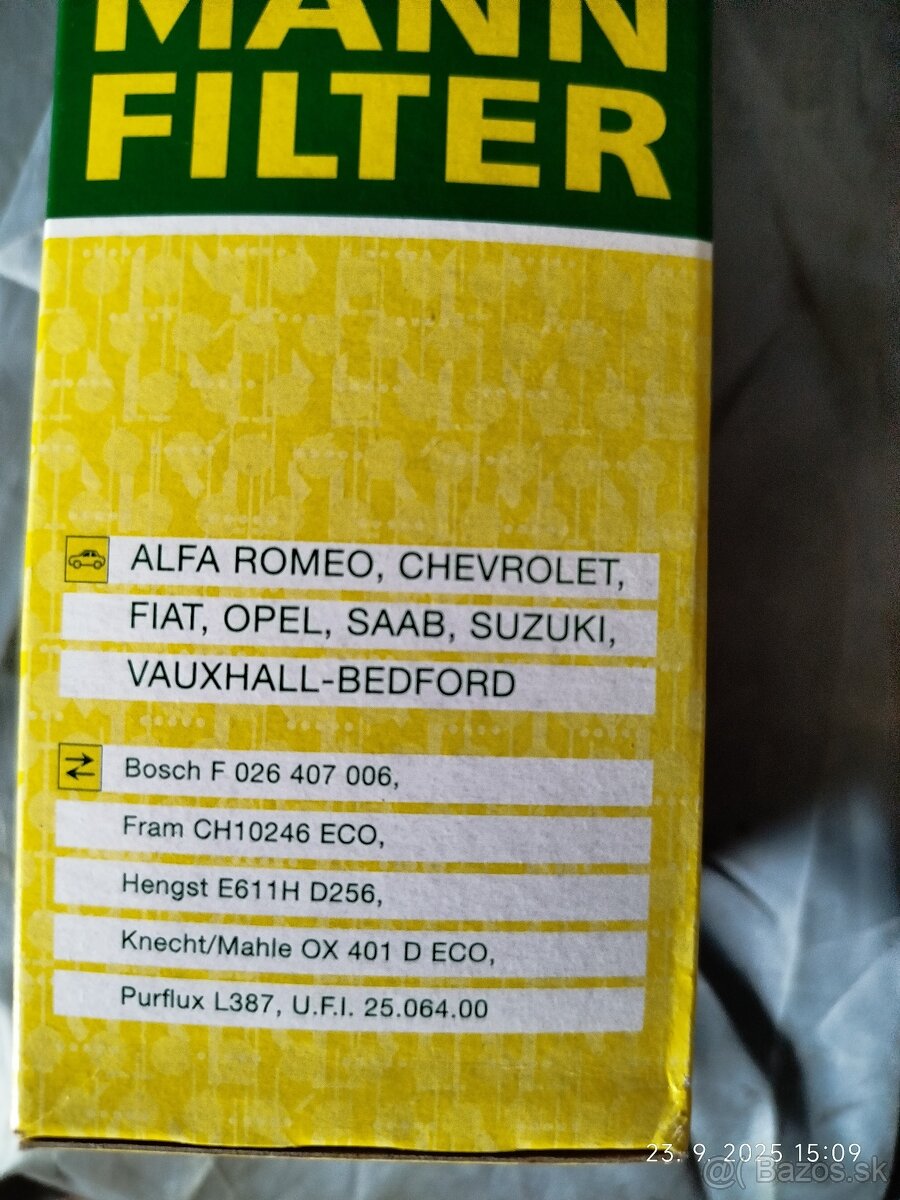 MANN
FILTER
ALFA ROMEO, CHEVROLET,
FIAT, OPEL, SAAB, SUZUKI,
VAUXHALL-BEDFORD
Bosch F 026 407 006,
Fram CH10246 ECO,
Hengst E611H D256,
Knecht/Mahle OX 401 D ECO,
Purflux L387, U.F.I. 25.064.00
23. 9. 2025 15:09
@( Bazos.sk